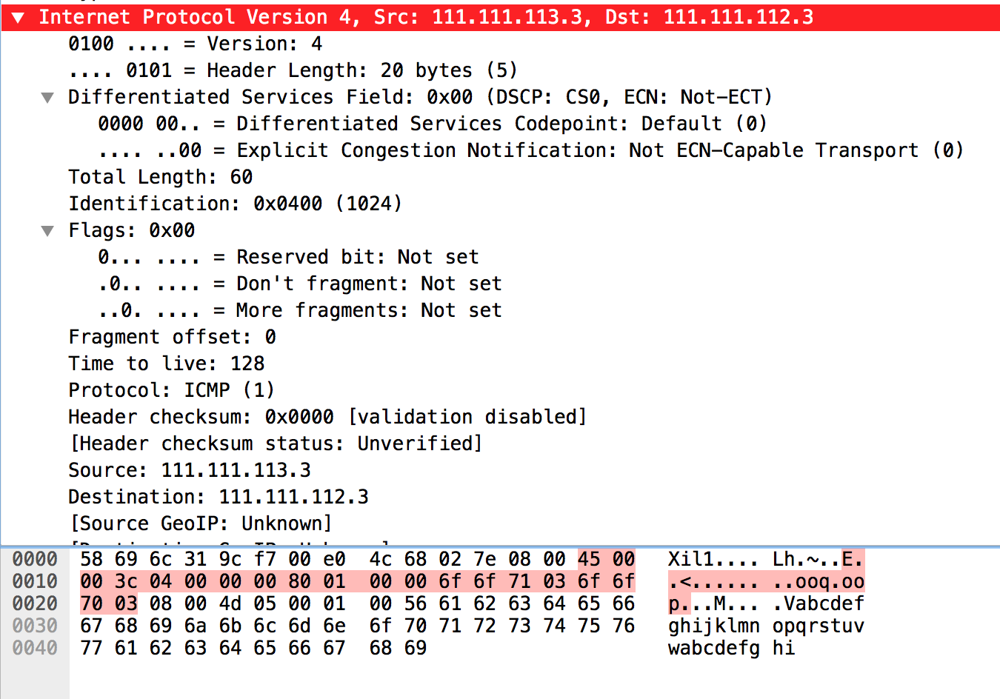 Internet Protocol Version 4, Src: 111.111.113.3, Dst: 111.111.112.3
0100 .... = Version: 4
.... 0101 = Header Length: 20 bytes (5)
Differentiated Services Field: 0x00 (DSCP: CS0, ECN: Not-ECT)
0000 00.. = Differentiated Services Codepoint: Default (0)
.... ..00 = Explicit Congestion Notification: Not ECN-Capable Transport (0)
Total Length: 60
Identification: 0x0400 (1024)
Flags: 0x00
0... .... = Reserved bit: Not set
.0.. .... = Don't fragment: Not set
..0. .... = More fragments: Not set
Fragment offset: 0
Time to live: 128
Protocol: ICMP (1)
Header checksum: 0x0000 [validation disabled]
[Header checksum status: Unverified]
Source: 111.111.113.3
Destination: 111.111.112.3
[Source GeoIP: Unknown]
0000 58 69 6c 31 9c f7 00 e0 4c 68 02 7e 08 00 45 00 Xil1.... Lh.~..E.
0010 00 3c 04 00 00 00 80 01 00 00 6f 6f 71 03 6f 6f .<...... ..ooq.oo
0020 70 03 08 00 4d 05 00 01 00 56 61 62 63 64 65 66 p...M... .Vabcdef
0030 67 68 69 6a 6b 6c 6d 6e 6f 70 71 72 73 74 75 76 ghijklmn opqrstuv
0040 77 61 62 63 64 65 66 67 68 69 wabcdefg hi